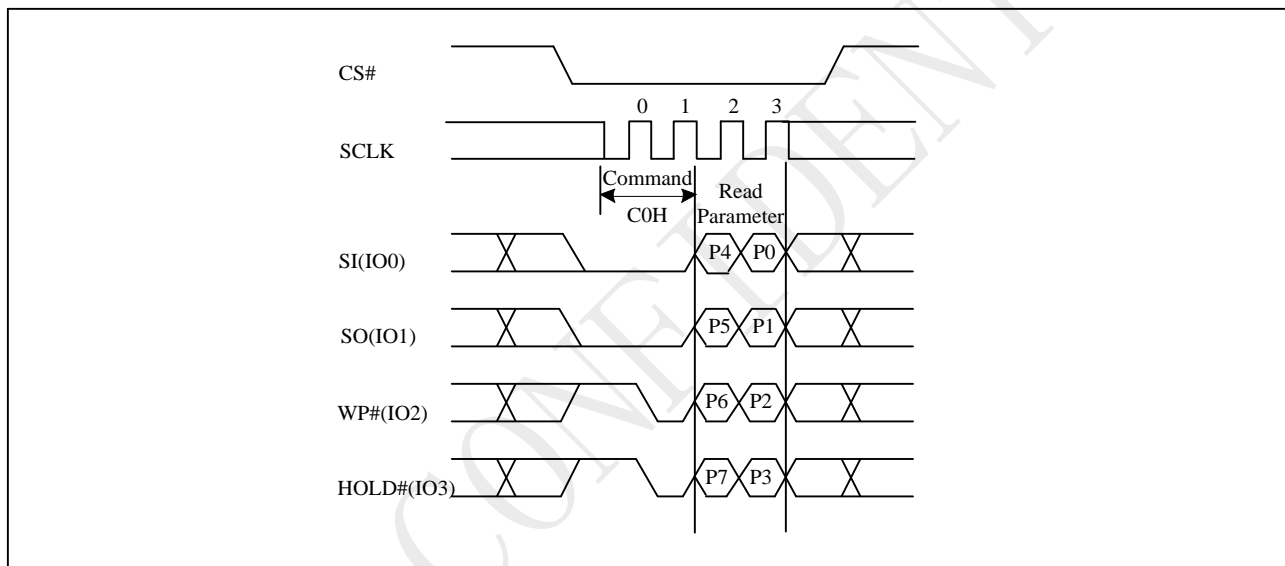 CS#
0 1 2 3
SCLK
Command
C0H
Read
Parameter
SI(IO0)
P4 P0
SO(IO1)
P5 P1
WP#(IO2)
P6 P2
HOLD#(IO3)
P7 P3